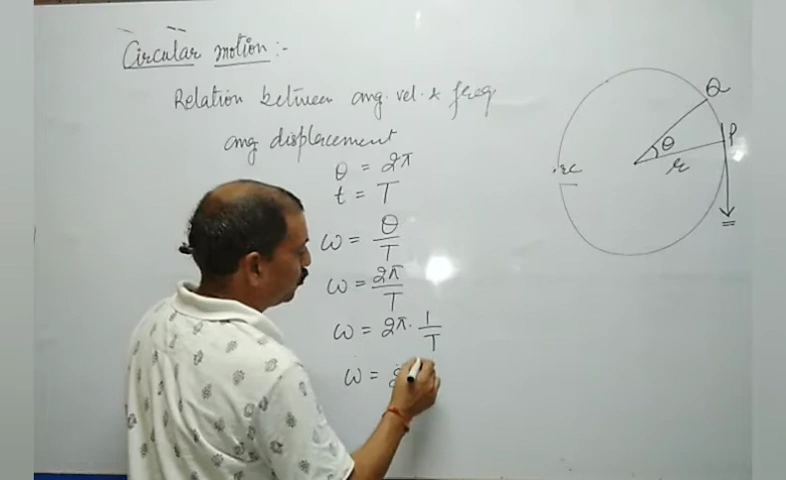 Circular motion :-
Relation between ang. vel. & freq
ang displacement
θ = 2π
t = T
ω = θ/T
ω = 2π/T
ω = 2π · 1/T
ω = 2
Q
P
θ
r